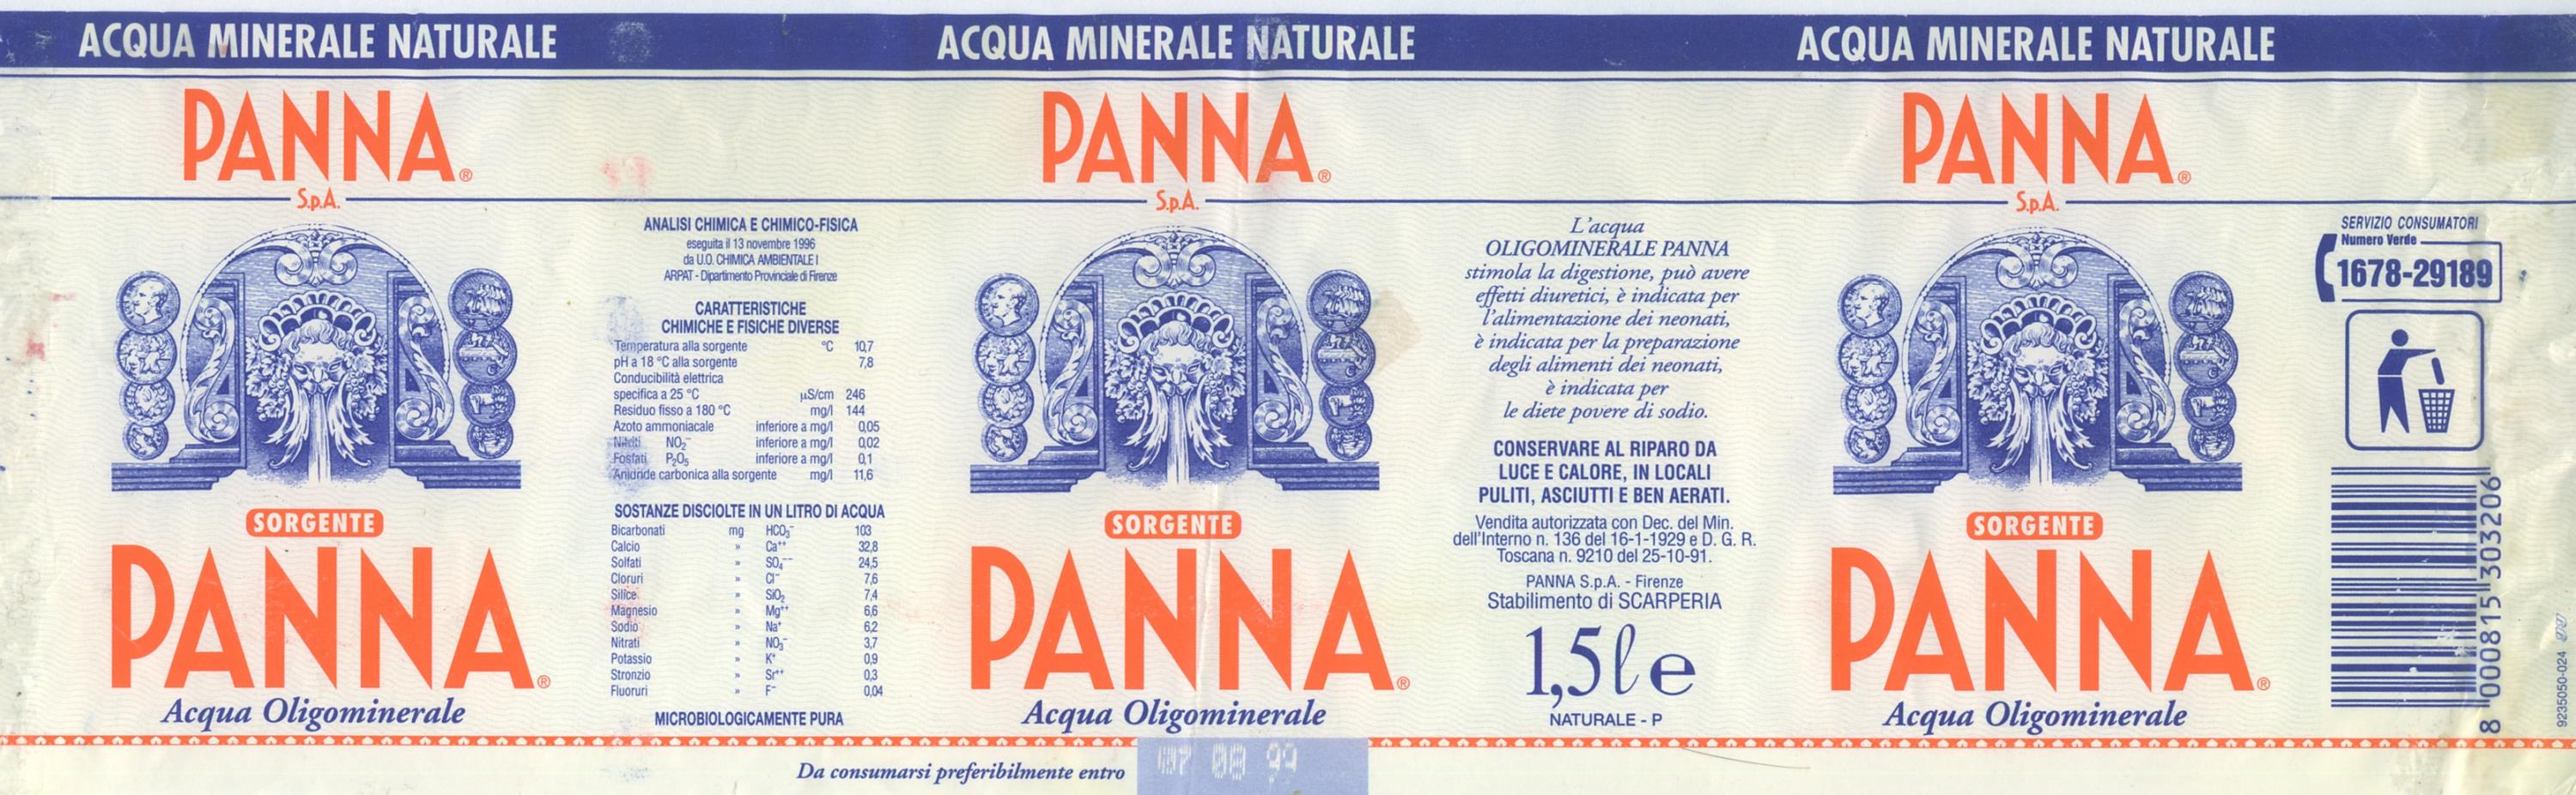 ACQUA MINERALE NATURALE
PANNA®
S.p.A.
SORGENTE
PANNA®
Acqua Oligominerale
ANALISI CHIMICA E CHIMICO-FISICA
eseguita il 13 novembre 1996
da U.O. CHIMICA AMBIENTALE I
ARPAT - Dipartimento Provinciale di Firenze
CARATTERISTICHE
CHIMICHE E FISICHE DIVERSE
Temperatura alla sorgente °C 10,7
pH a 18 °C alla sorgente 7,8
Conducibilità elettrica
specifica a 25 °C µS/cm 246
Residuo fisso a 180 °C mg/l 144
Azoto ammoniacale inferiore a mg/l 0,05
Nitriti NO₂⁻ inferiore a mg/l 0,02
Fosfati P₂O₅ inferiore a mg/l 0,1
Anidride carbonica alla sorgente mg/l 11,6
SOSTANZE DISCIOLTE IN UN LITRO DI ACQUA
Bicarbonati mg HCO₃⁻ 103
Calcio » Ca⁺⁺ 32,8
Solfati » SO₄⁻⁻ 24,5
Cloruri » Cl⁻ 7,6
Silice » SiO₂ 7,4
Magnesio » Mg⁺⁺ 6,6
Sodio » Na⁺ 6,2
Nitrati » NO₃⁻ 3,7
Potassio » K⁺ 0,9
Stronzio » Sr⁺⁺ 0,3
Fluoruri » F⁻ 0,04
MICROBIOLOGICAMENTE PURA
ACQUA MINERALE NATURALE
PANNA®
S.p.A.
SORGENTE
PANNA®
Acqua Oligominerale
Da consumarsi preferibilmente entro
L'acqua
OLIGOMINERALE PANNA
stimola la digestione, può avere
effetti diuretici, è indicata per
l'alimentazione dei neonati,
è indicata per la preparazione
degli alimenti dei neonati,
è indicata per
le diete povere di sodio.
CONSERVARE AL RIPARO DA
LUCE E CALORE, IN LOCALI
PULITI, ASCIUTTI E BEN AERATI.
Vendita autorizzata con Dec. del Min.
dell'Interno n. 136 del 16-1-1929 e D. G. R.
Toscana n. 9210 del 25-10-91.
PANNA S.p.A. - Firenze
Stabilimento di SCARPERIA
1,5 l e
NATURALE - P
ACQUA MINERALE NATURALE
PANNA®
S.p.A.
SORGENTE
PANNA®
Acqua Oligominerale
SERVIZIO CONSUMATORI
Numero Verde
1678-29189
8 000815 303206
9235050-024